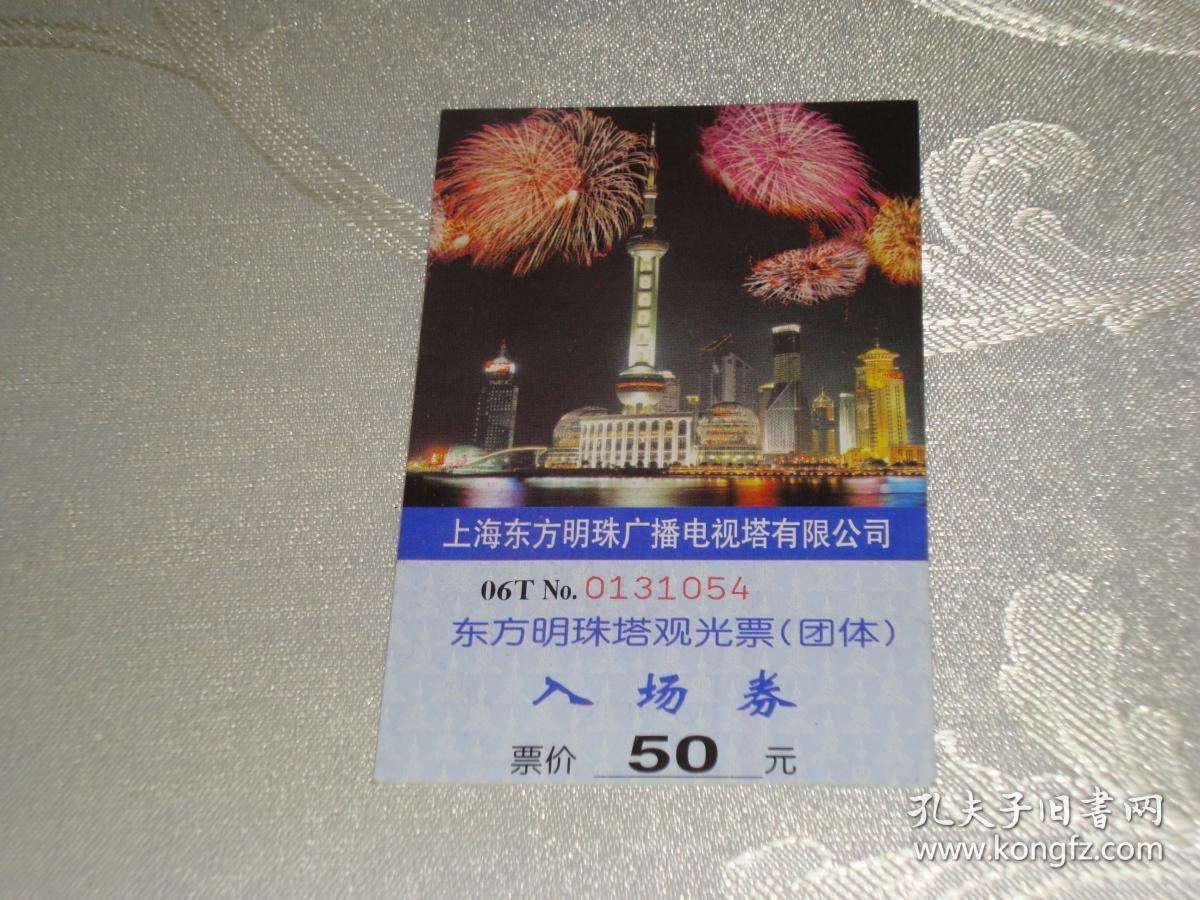 NEC
上海东方明珠广播电视塔有限公司
06T No. 0131054
东方明珠塔观光票(团体)
入场券
票价 50 元
孔夫子旧書网
www.kongfz.com